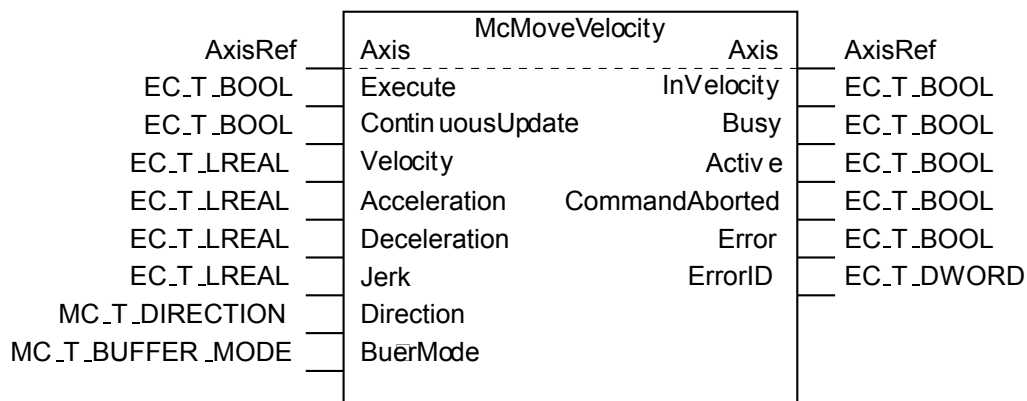 McMoveVelocity
AxisRef Axis Axis AxisRef
EC_T_BOOL Execute InVelocity EC_T_BOOL
EC_T_BOOL ContinuousUpdate Busy EC_T_BOOL
EC_T_LREAL Velocity Active EC_T_BOOL
EC_T_LREAL Acceleration CommandAborted EC_T_BOOL
EC_T_LREAL Deceleration Error EC_T_BOOL
EC_T_LREAL Jerk ErrorID EC_T_DWORD
MC_T_DIRECTION Direction
MC_T_BUFFER_MODE BuerMode